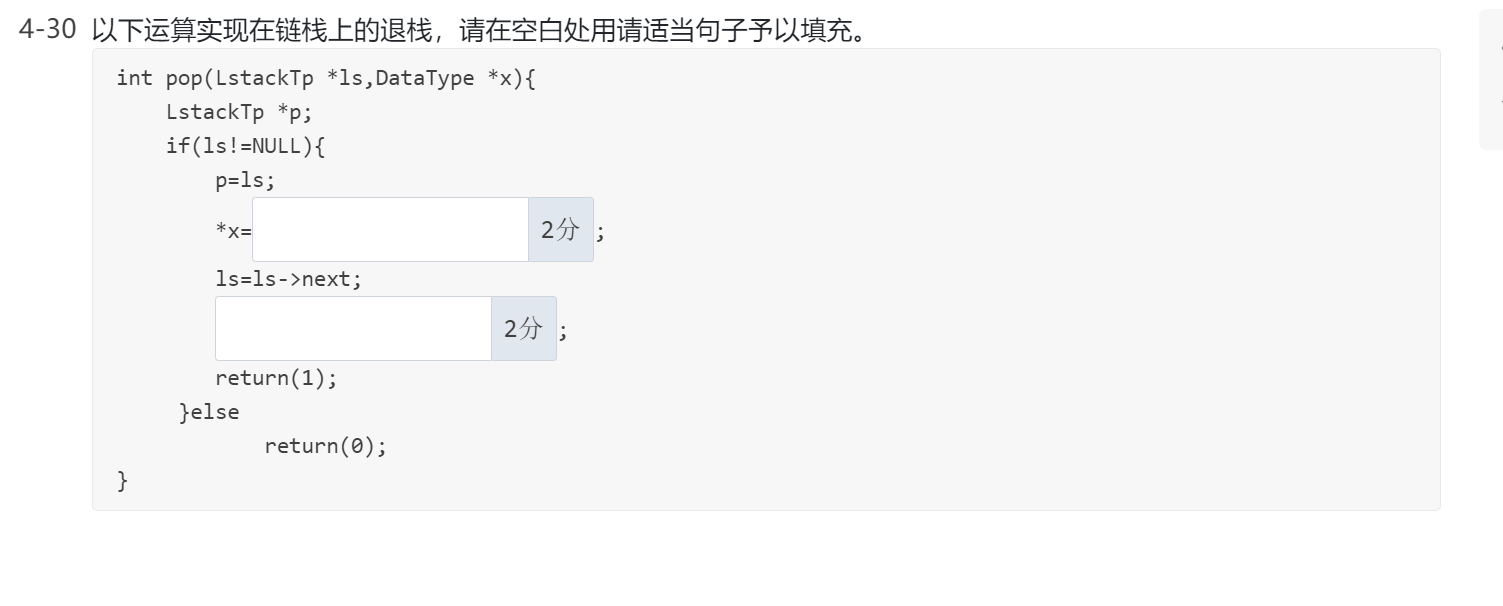 4-30 以下运算实现在链栈上的退栈，请在空白处用请适当句子予以填充。
int pop(LstackTp *ls,DataType *x){
LstackTp *p;
if(ls!=NULL){
p=ls;
*x= 2分 ;
ls=ls->next;
2分 ;
return(1);
}else
return(0);
}